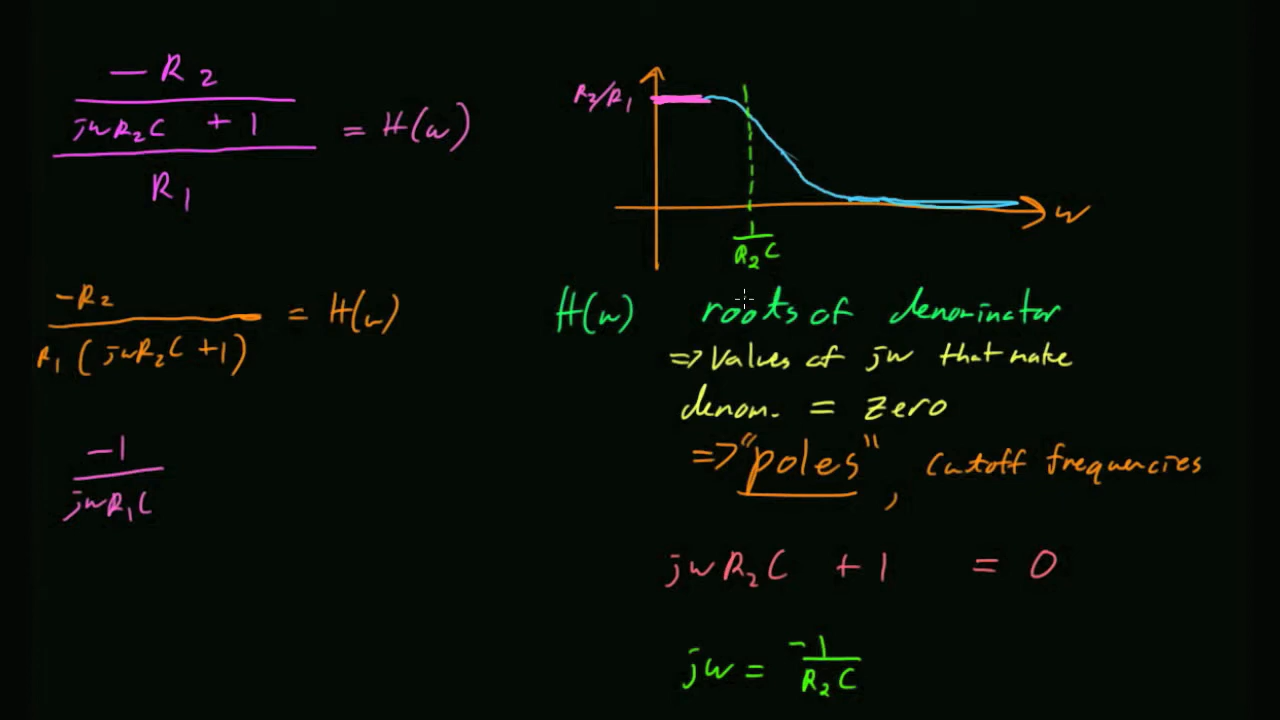 -R2
jwR2C + 1
R1
= H(w)
-R2
R1 (jwR2C +1)
= H(w)
-1
jwR1C
R2/R1
w
1
R2C
H(w) roots of denominator
=> values of jw that make
denom. = zero
=> "poles", cutoff frequencies
jwR2C + 1 = 0
jw = -1
R2C